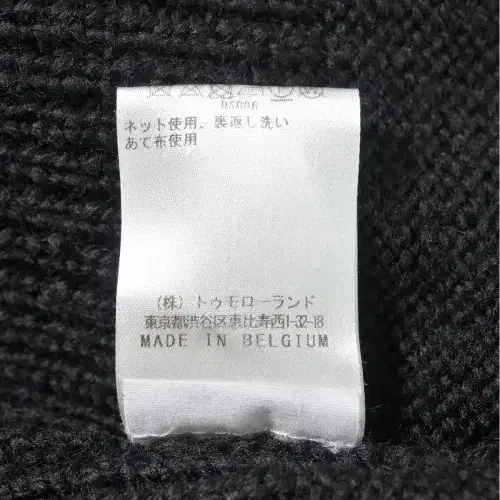 DS006
ネット使用、裏返し洗い
あて布使用
(株) トゥモローランド
東京都渋谷区恵比寿西1-32-18
MADE IN BELGIUM